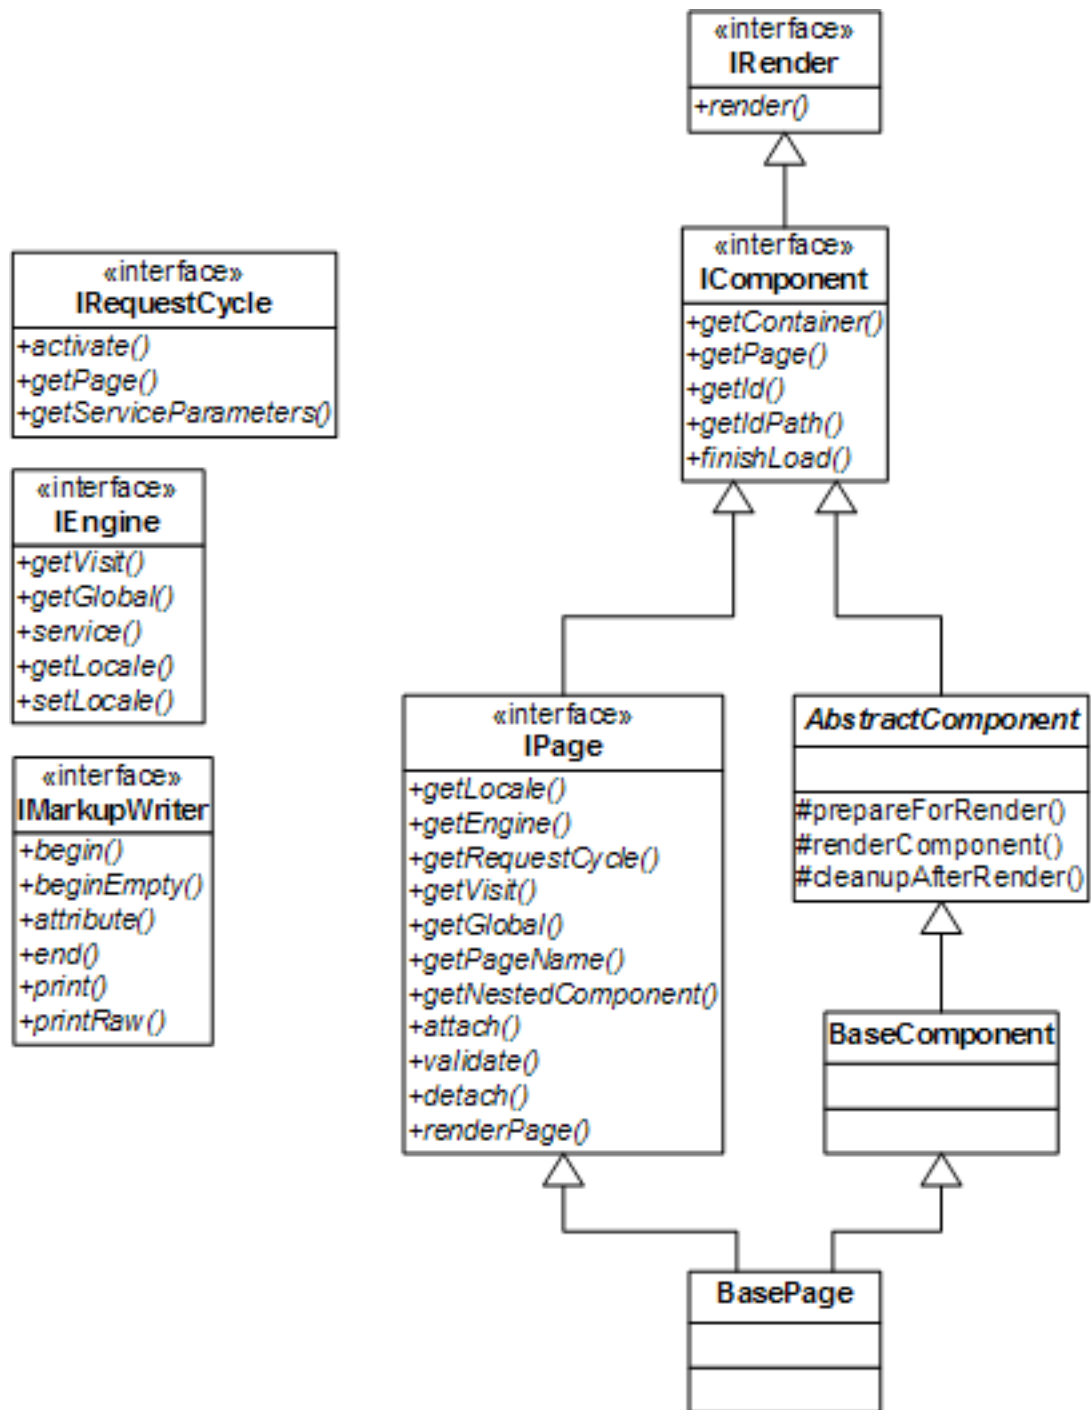 «interface»
IRender
+render()
«interface»
IComponent
+getContainer()
+getPage()
+getId()
+getIdPath()
+finishLoad()
«interface»
IRequestCycle
+activate()
+getPage()
+getServiceParameters()
«interface»
IEngine
+getVisit()
+getGlobal()
+service()
+getLocale()
+setLocale()
«interface»
IMarkupWriter
+begin()
+beginEmpty()
+attribute()
+end()
+print()
+printRaw()
«interface»
IPage
+getLocale()
+getEngine()
+getRequestCycle()
+getVisit()
+getGlobal()
+getPageName()
+getNestedComponent()
+attach()
+validate()
+detach()
+renderPage()
AbstractComponent
#prepareForRender()
#renderComponent()
#cleanupAfterRender()
BaseComponent
BasePage